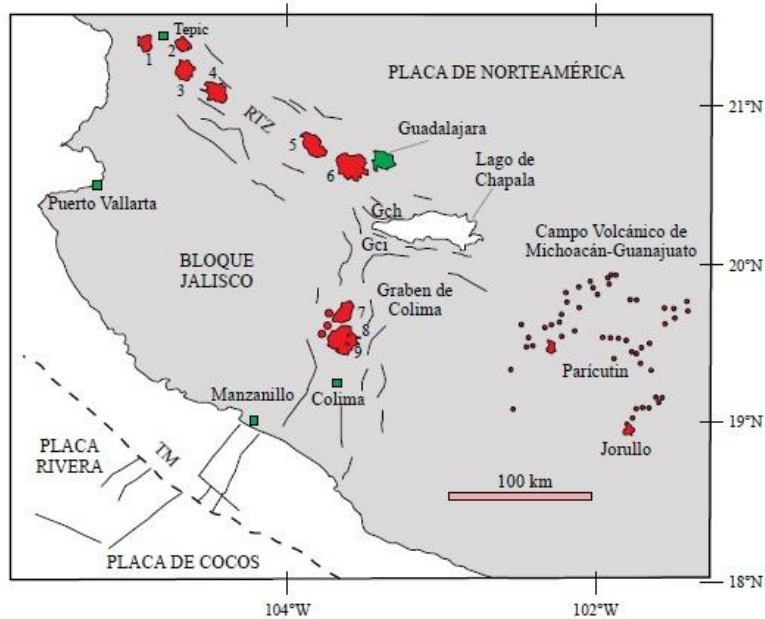 Tepic
1
2
3
4
PLACA DE NORTEAMÉRICA
21°N
RTZ
5
6
Guadalajara
Lago de
Chapala
Puerto Vallarta
Gch
Gci
Campo Volcánico de
Michoacán-Guanajuato
BLOQUE
JALISCO
20°N
Graben de
Colima
7
8
9
Parícutin
Manzanillo
Colima
19°N
Jorullo
PLACA
RIVERA
TM
100 km
PLACA DE COCOS
18°N
104°W
102°W